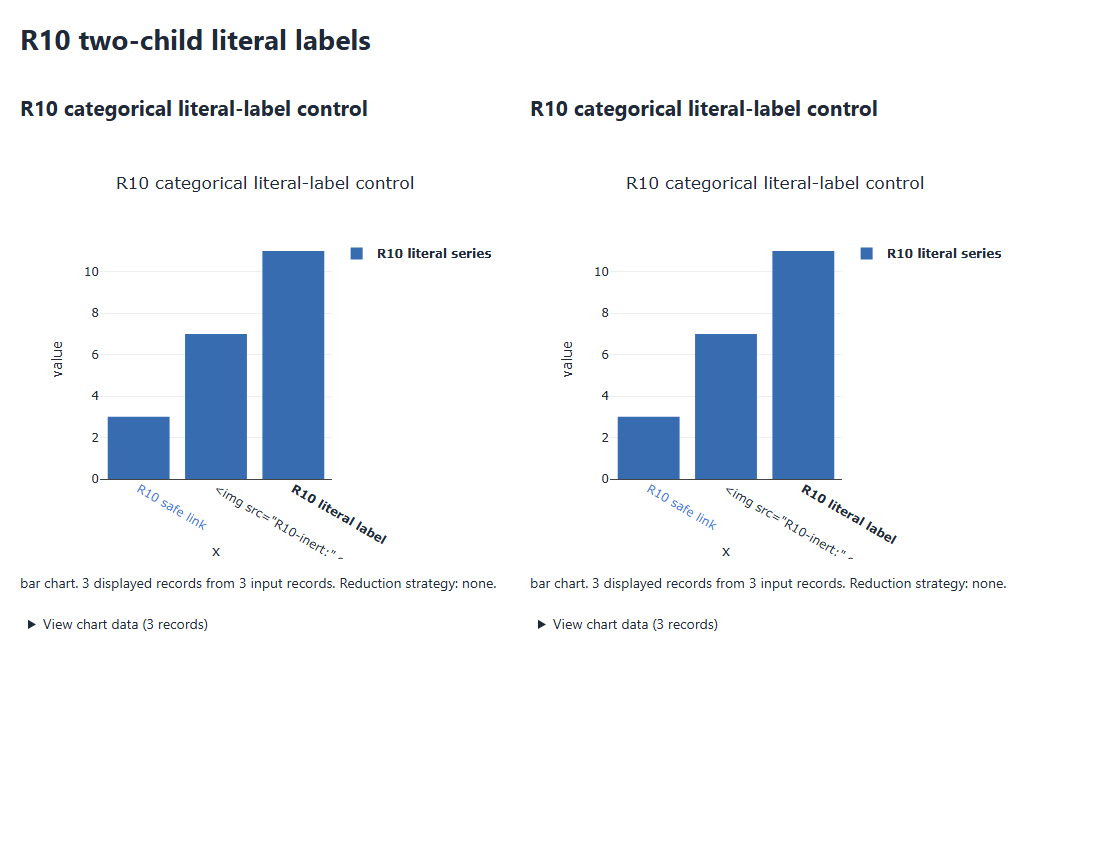 R10 two-child literal labels
R10 categorical literal-label control
R10 categorical literal-label control
10
8
6
4
2
0
value
R10 safe link
<img src="R10-inert:"
R10 literal label
x
R10 literal series
bar chart. 3 displayed records from 3 input records. Reduction strategy: none.
▶ View chart data (3 records)
R10 categorical literal-label control
R10 categorical literal-label control
10
8
6
4
2
0
value
R10 safe link
<img src="R10-inert:"
R10 literal label
x
R10 literal series
bar chart. 3 displayed records from 3 input records. Reduction strategy: none.
▶ View chart data (3 records)